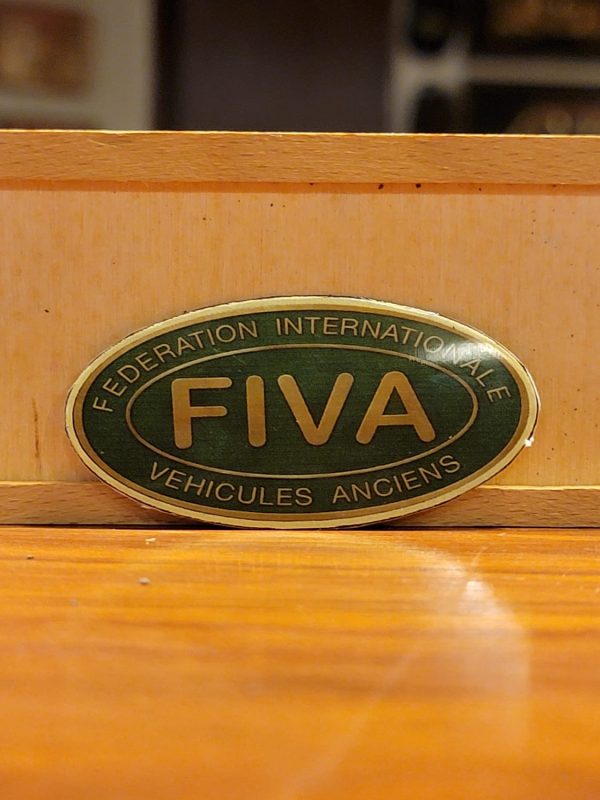 FEDERATION INTERNATIONALE
FIVA
VEHICULES ANCIENS